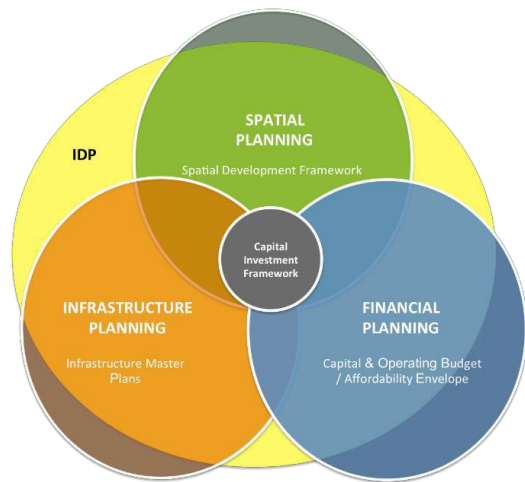 SPATIAL
PLANNING
Spatial Development Framework
IDP
Capital
Investment
Framework
INFRASTRUCTURE
PLANNING
Infrastructure Master
Plans
FINANCIAL
PLANNING
Capital & Operating Budget
/ Affordability Envelope